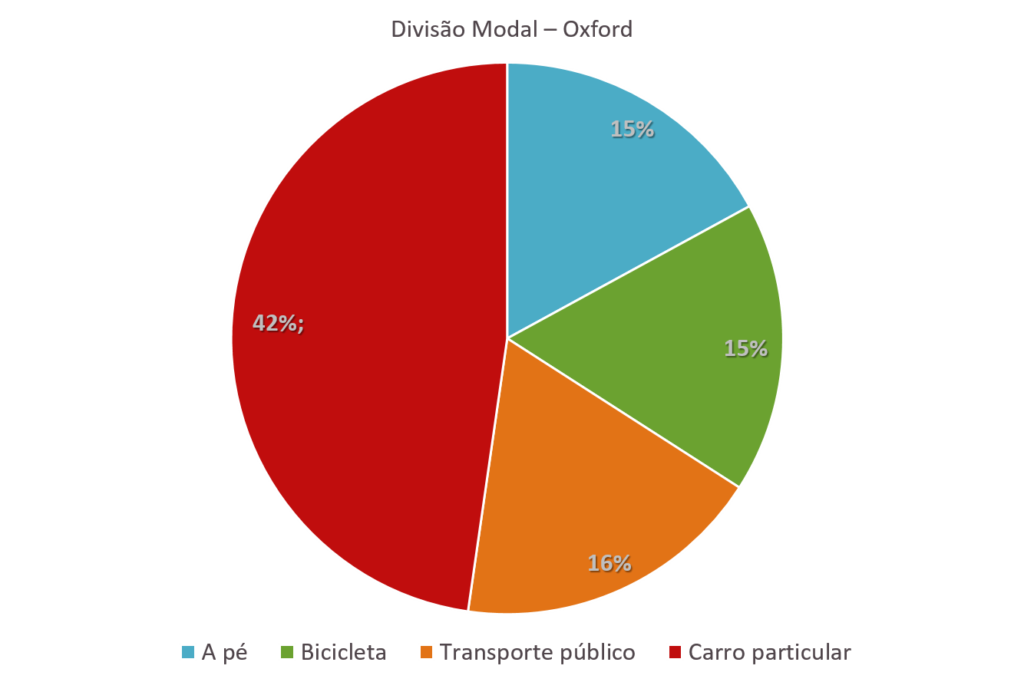 Divisão Modal – Oxford
15%
42%;
15%
16%
A pé Bicicleta Transporte público Carro particular